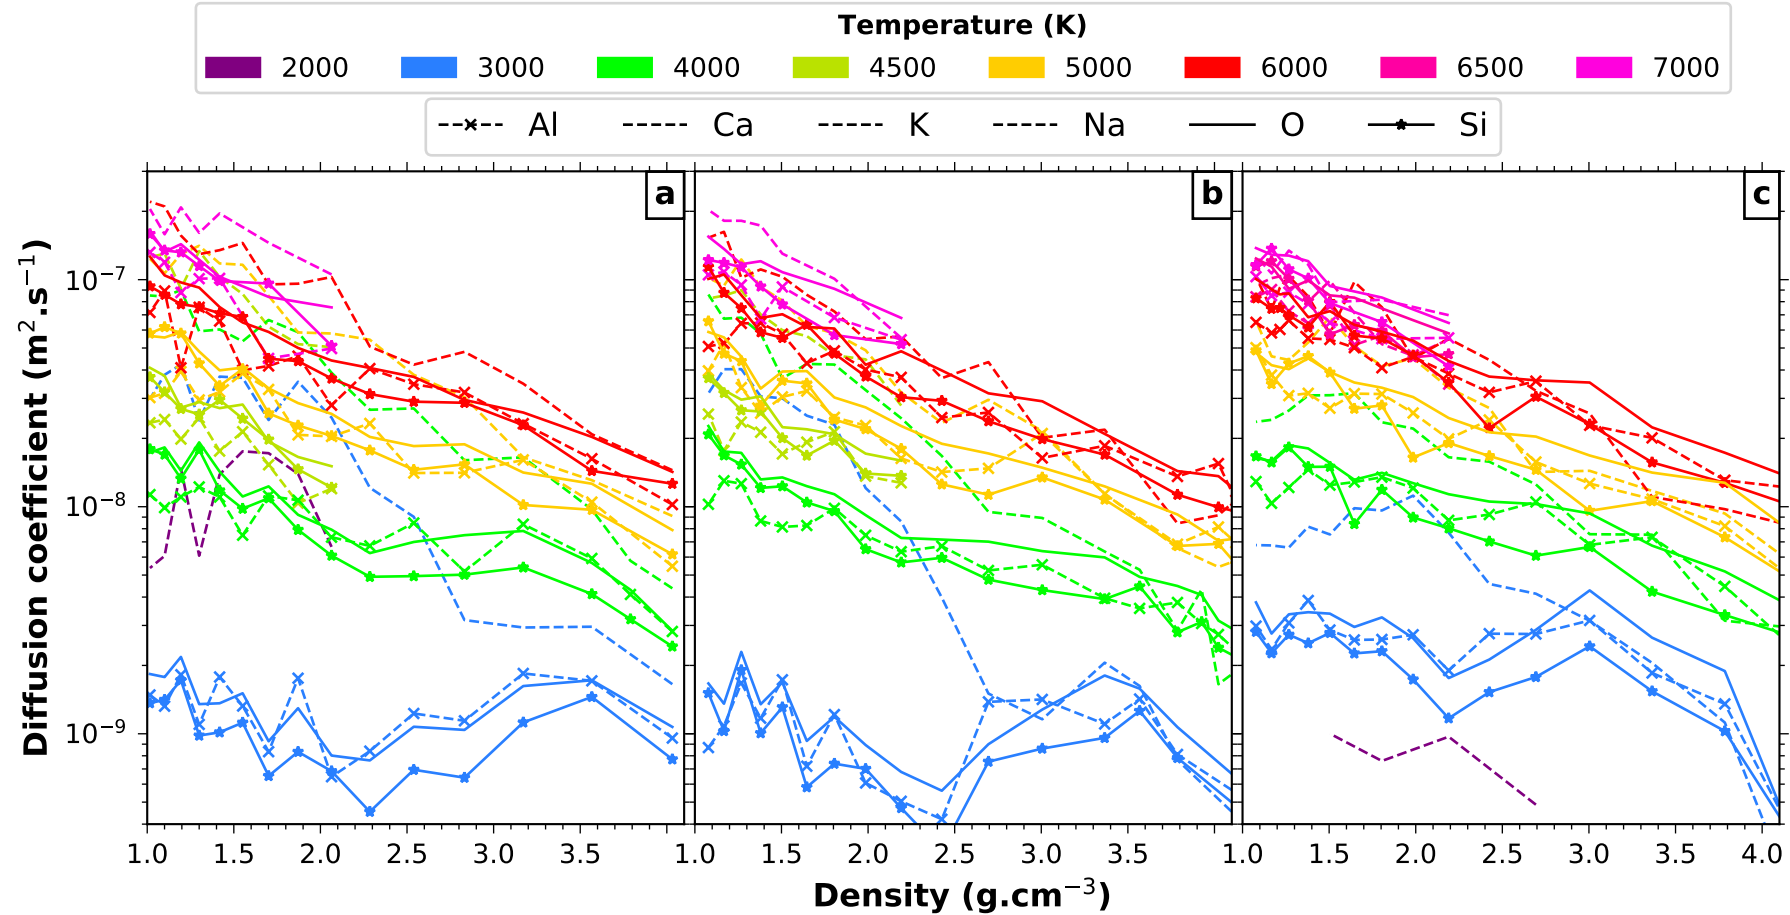 Temperature (K)
2000 3000 4000 4500 5000 6000 6500 7000
Al Ca K Na O Si
a b c
Diffusion coefficient (m².s⁻¹)
10⁻⁷
10⁻⁸
10⁻⁹
1.0 1.5 2.0 2.5 3.0 3.5 1.0 1.5 2.0 2.5 3.0 3.5 1.0 1.5 2.0 2.5 3.0 3.5 4.0
Density (g.cm⁻³)